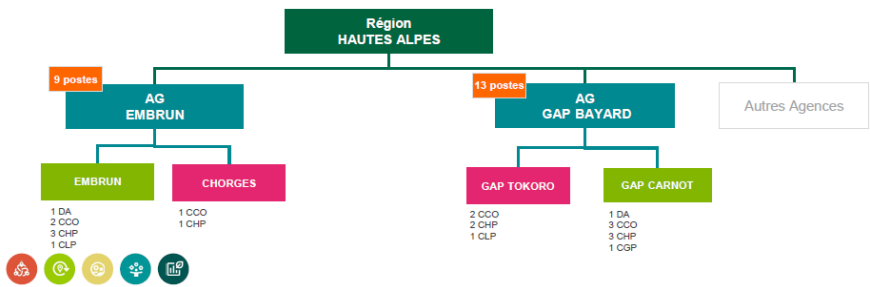 Région
HAUTES ALPES
9 postes
13 postes
AG
EMBRUN
AG
GAP BAYARD
Autres Agences
EMBRUN
CHORGES
GAP TOKORO
GAP CARNOT
1 DA
2 CCO
3 CHP
1 CLP
1 CCO
1 CHP
2 CCO
2 CHP
1 CLP
1 DA
3 CCO
3 CHP
1 CGP